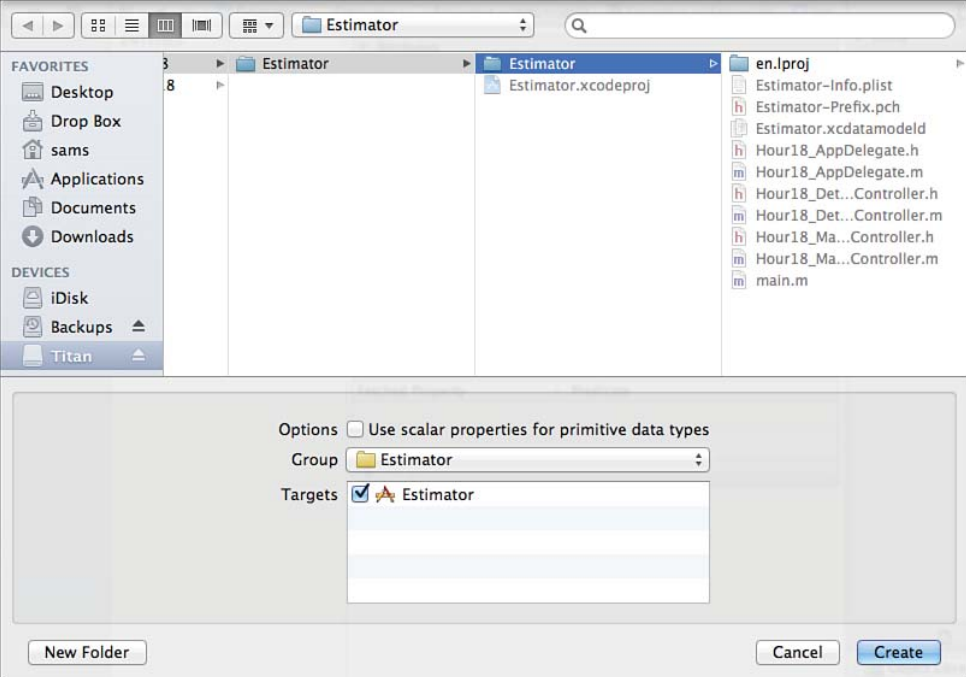 Estimator
FAVORITES
Desktop
Drop Box
sams
Applications
Documents
Downloads
DEVICES
iDisk
Backups
Titan
3
18
Estimator
Estimator
Estimator.xcodeproj
en.lproj
Estimator-Info.plist
Estimator-Prefix.pch
Estimator.xcdatamodeld
Hour18_AppDelegate.h
Hour18_AppDelegate.m
Hour18_Det...Controller.h
Hour18_Det...Controller.m
Hour18_Ma...Controller.h
Hour18_Ma...Controller.m
main.m
Options Use scalar properties for primitive data types
Group Estimator
Targets Estimator
New Folder
Cancel
Create